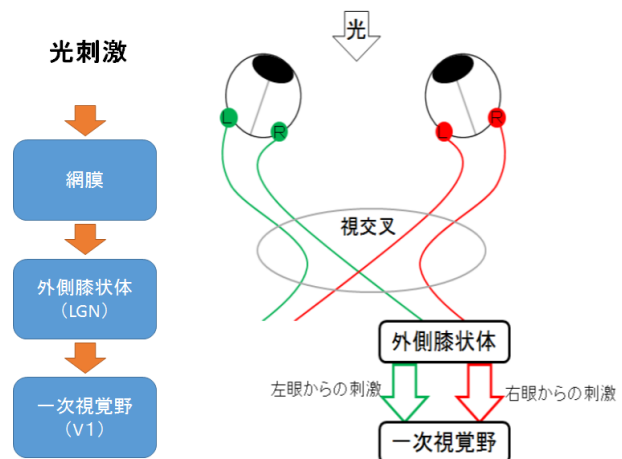 光刺激
網膜
外側膝状体
(LGN)
一次視覚野
(V1)
光
L
R
L
R
視交叉
外側膝状体
左眼からの刺激
右眼からの刺激
一次視覚野